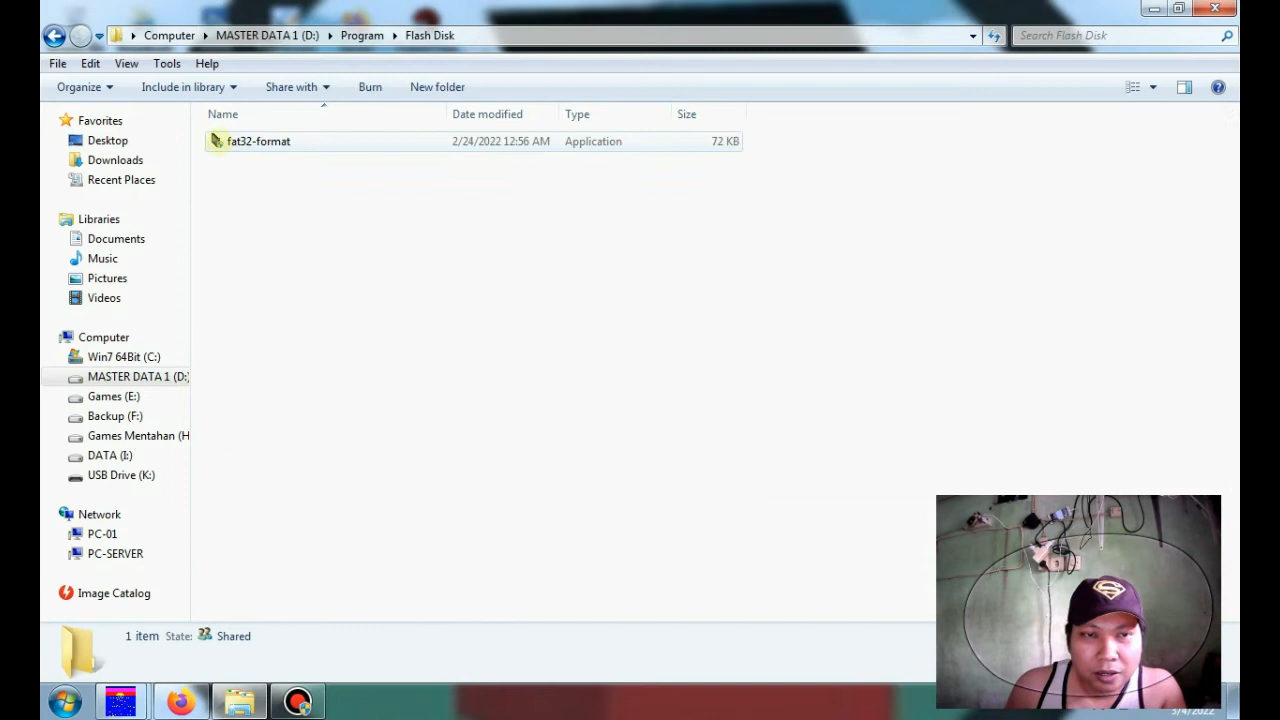 Computer MASTER DATA 1 (D:) Program Flash Disk Search Flash Disk
File Edit View Tools Help
Organize Include in library Share with Burn New folder
Name Date modified Type Size
fat32-format 2/24/2022 12:56 AM Application 72 KB
Favorites
Desktop
Downloads
Recent Places
Libraries
Documents
Music
Pictures
Videos
Computer
Win7 64Bit (C:)
MASTER DATA 1 (D:)
Games (E:)
Backup (F:)
Games Mentahan (H
DATA (I:)
USB Drive (K:)
Network
PC-01
PC-SERVER
Image Catalog
1 item State: Shared
3/4/2022